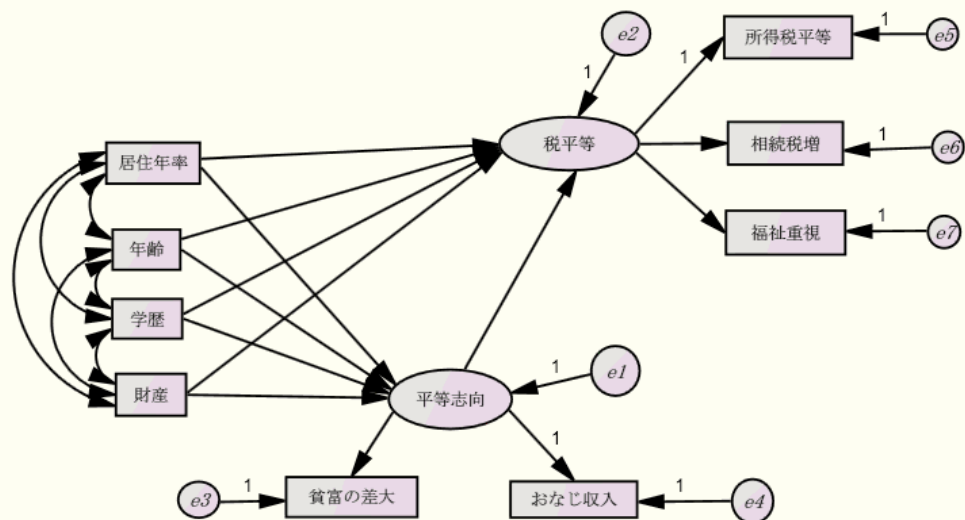 e2
所得税平等
e5
1
1
1
税平等
相続税増
1
e6
居住年率
年齢
福祉重視
1
e7
学歴
財産
平等志向
1
e1
1
e3
1
貧富の差大
おなじ収入
1
e4